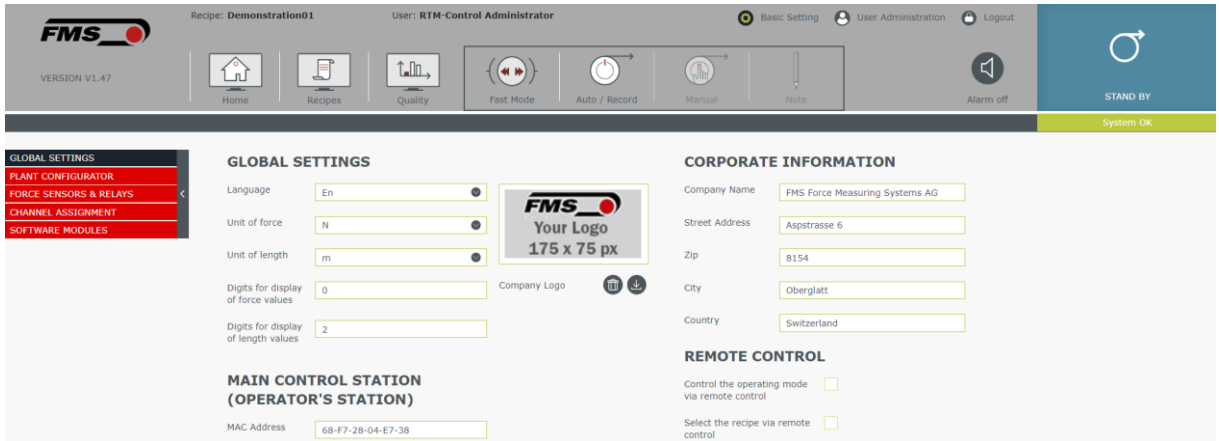 FMS
Recipe: Demonstration01
User: RTM-Control Administrator
Basic Setting
User Administration
Logout
VERSION V1.47
Home
Recipes
Quality
Fast Mode
Auto / Record
Manual
Note
Alarm off
STAND BY
System OK
GLOBAL SETTINGS
PLANT CONFIGURATOR
FORCE SENSORS & RELAYS
CHANNEL ASSIGNMENT
SOFTWARE MODULES
GLOBAL SETTINGS
Language
En
Unit of force
N
Unit of length
m
Digits for display
of force values
0
Digits for display
of length values
2
FMS
Your Logo
175 x 75 px
Company Logo
MAIN CONTROL STATION
(OPERATOR'S STATION)
MAC Address
68-F7-28-04-E7-38
CORPORATE INFORMATION
Company Name
FMS Force Measuring Systems AG
Street Address
Aspstrasse 6
Zip
8154
City
Oberglatt
Country
Switzerland
REMOTE CONTROL
Control the operating mode
via remote control
Select the recipe via remote
control